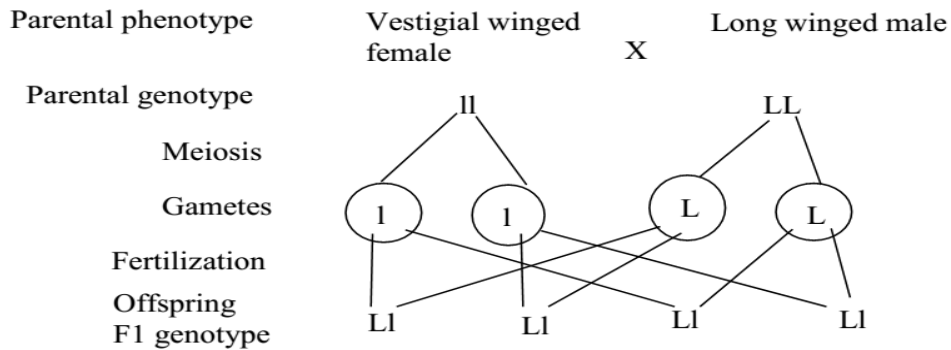 Parental phenotype Vestigial winged female X Long winged male
Parental genotype ll LL
Meiosis
Gametes l l L L
Fertilization
Offspring
F1 genotype Ll Ll Ll Ll